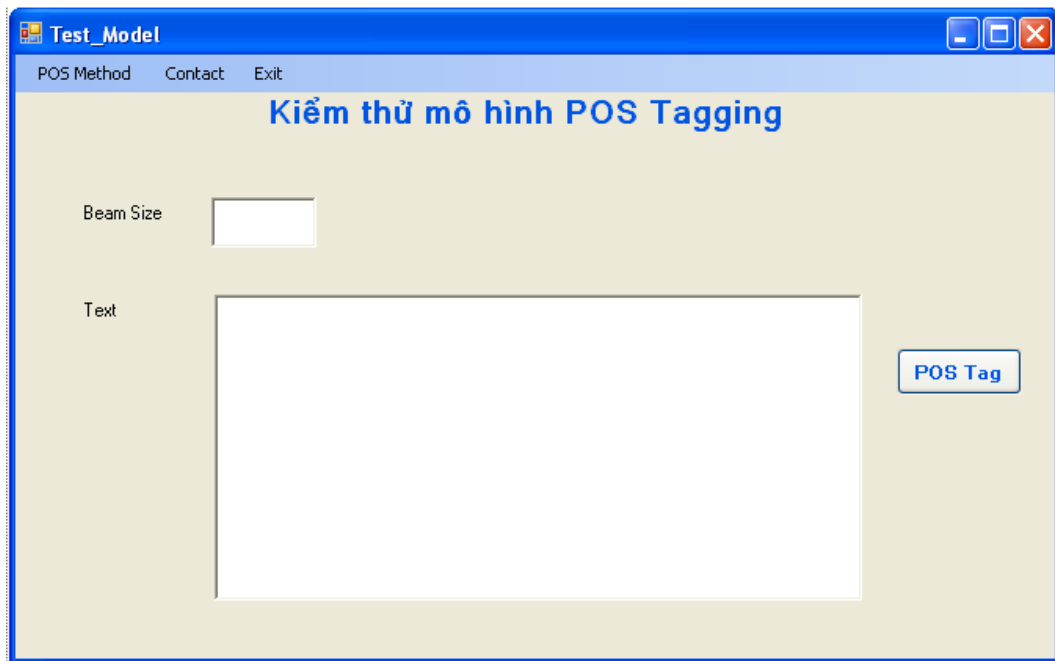 Test_Model
POS Method Contact Exit
Kiểm thử mô hình POS Tagging
Beam Size
Text
POS Tag